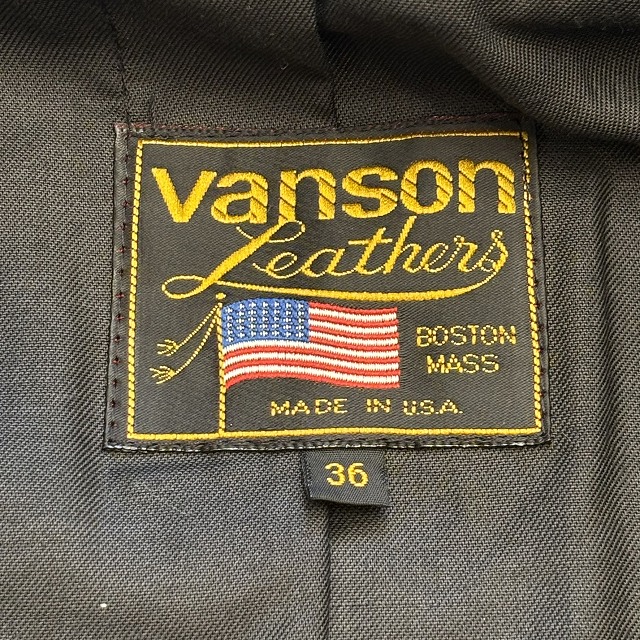 vanson
Leathers
BOSTON
MASS
MADE IN U.S.A.
36